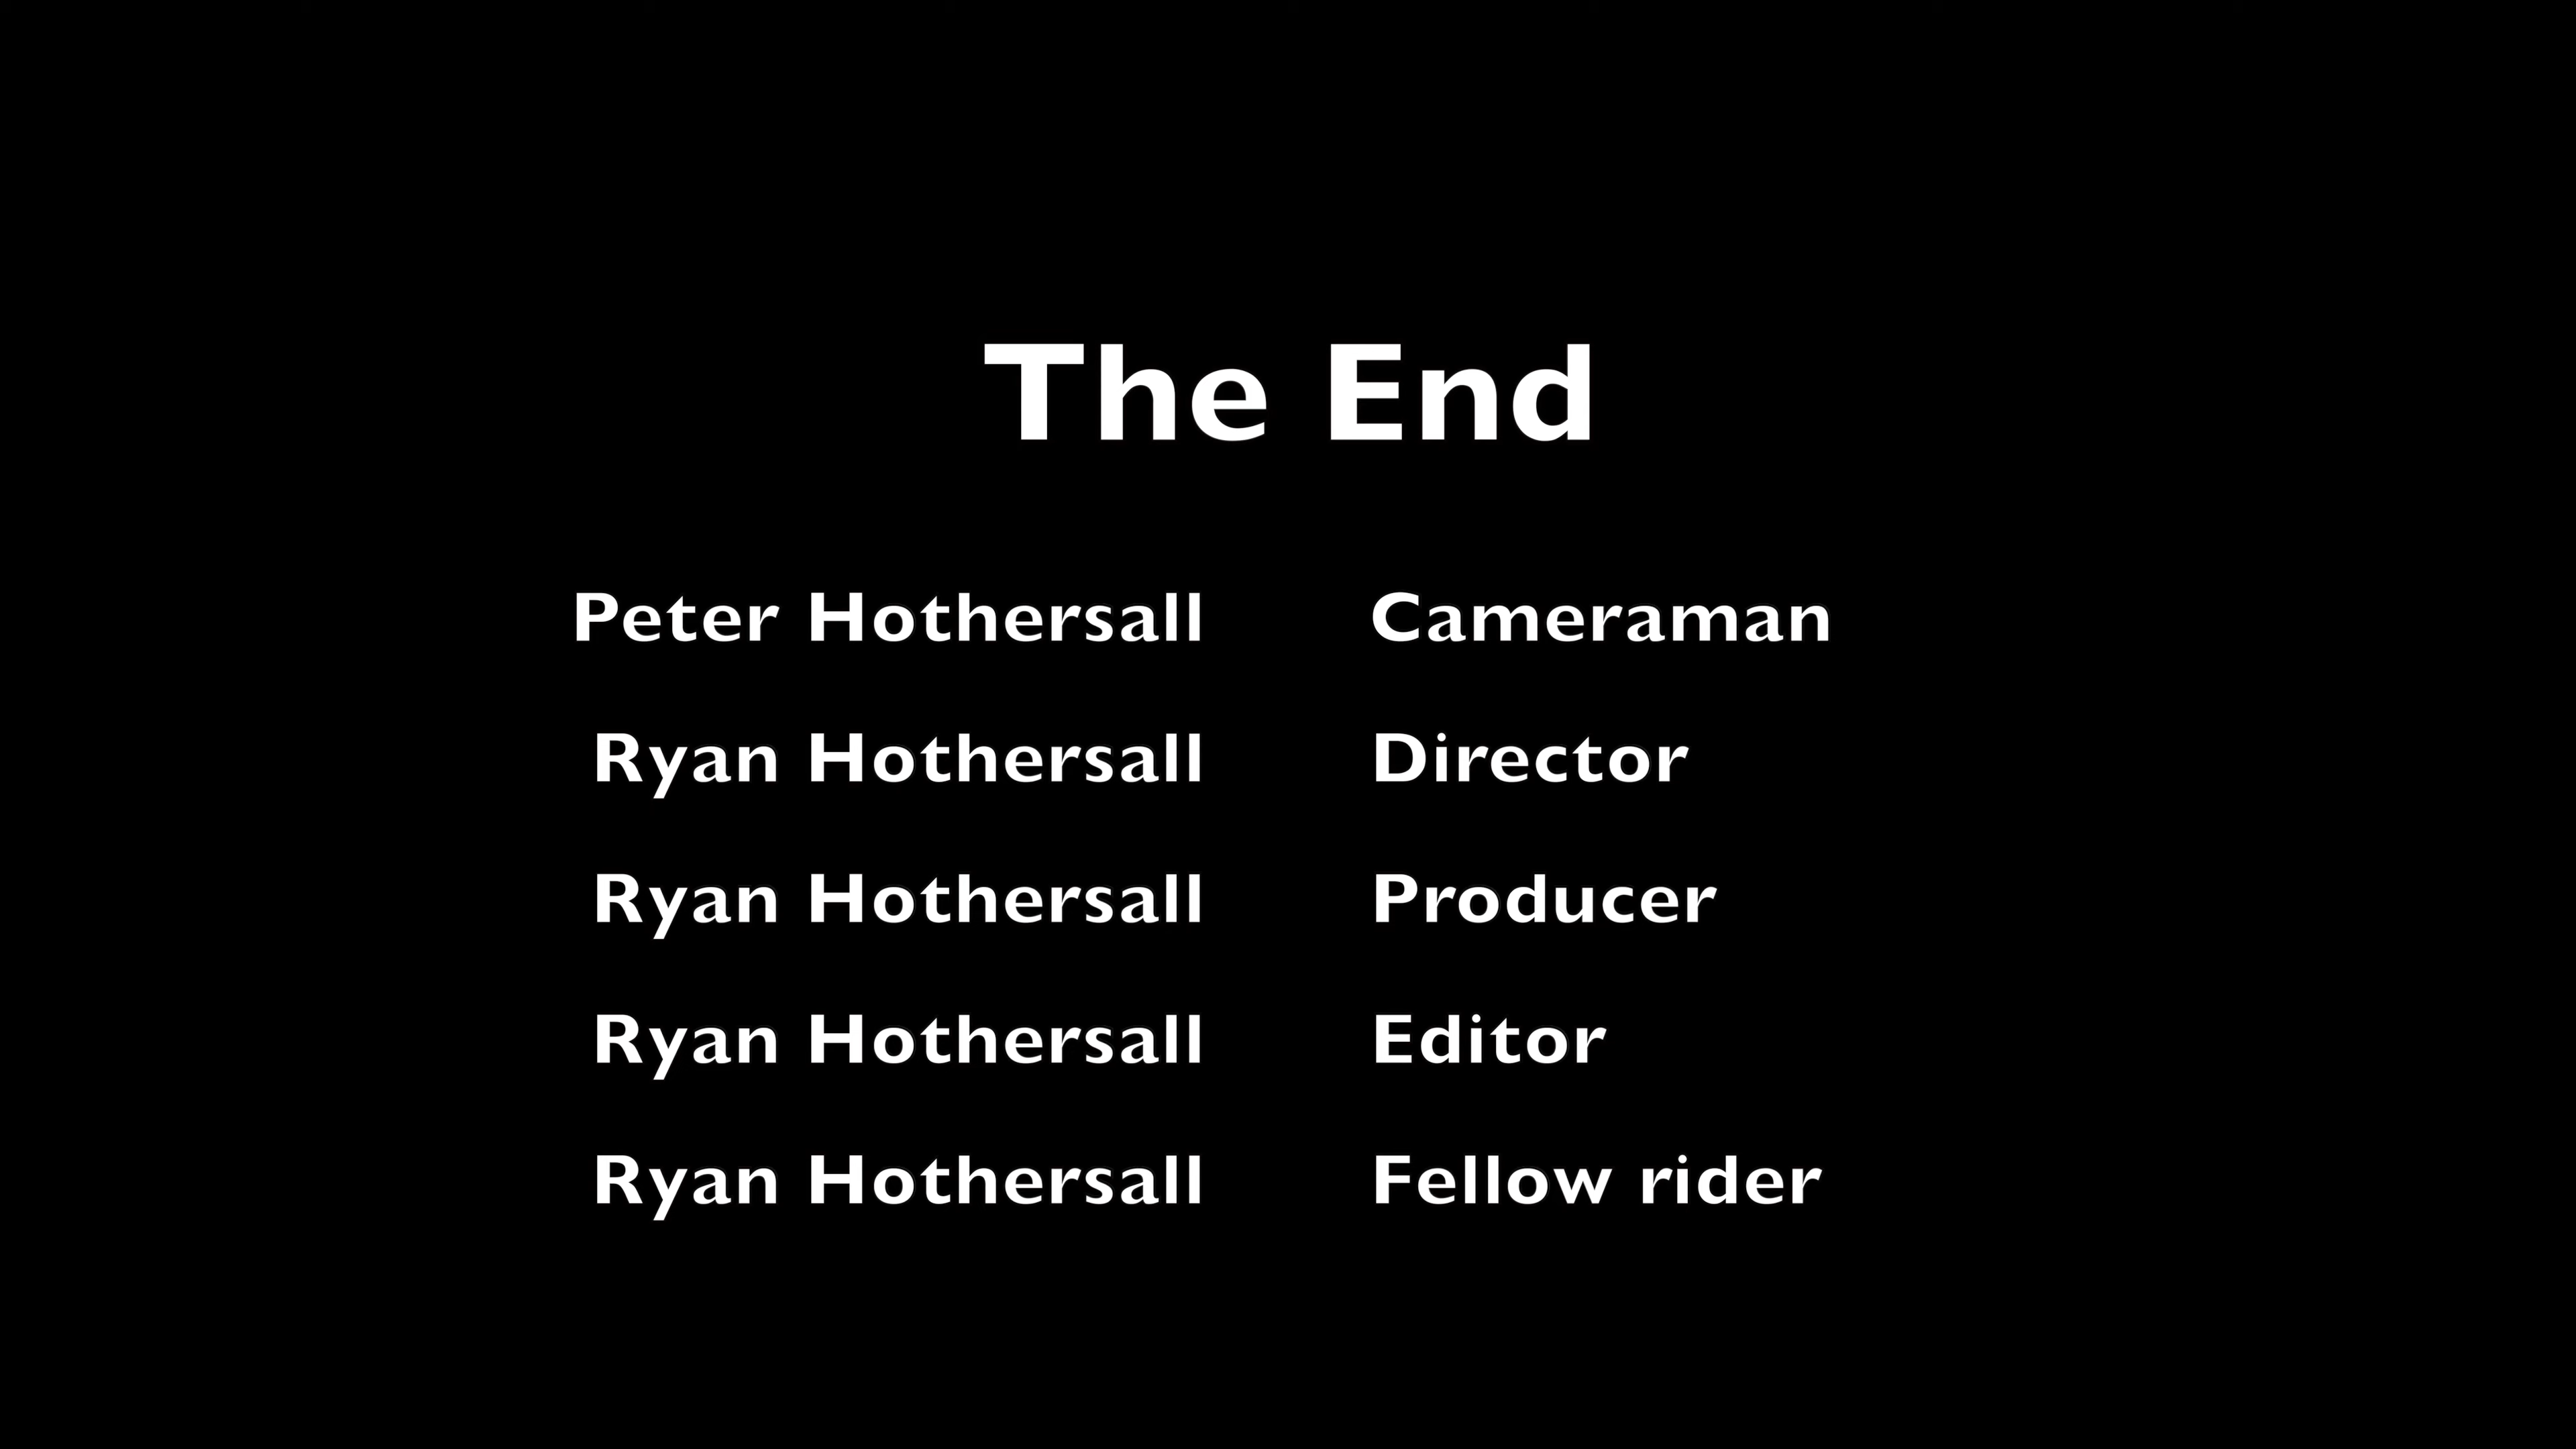 The End
Peter Hothersall Cameraman
Ryan Hothersall Director
Ryan Hothersall Producer
Ryan Hothersall Editor
Ryan Hothersall Fellow rider